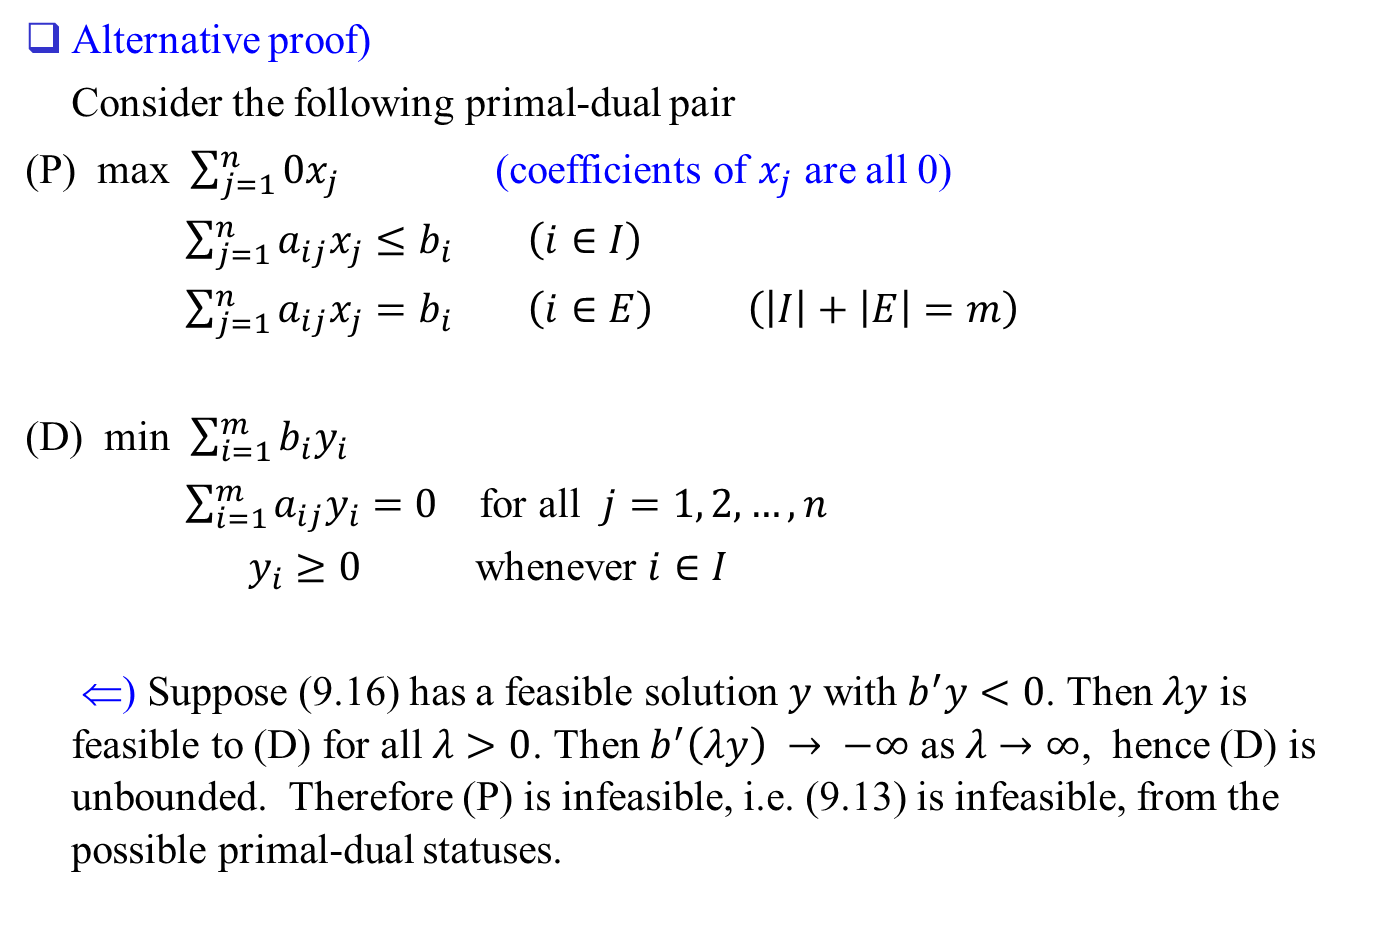 ❑ Alternative proof)
Consider the following primal-dual pair
(P) max ∑ⁿⱼ₌₁ 0xⱼ (coefficients of xⱼ are all 0)
∑ⁿⱼ₌₁ aᵢⱼxⱼ ≤ bᵢ (i ∈ I)
∑ⁿⱼ₌₁ aᵢⱼxⱼ = bᵢ (i ∈ E) (|I| + |E| = m)
(D) min ∑ᵐᵢ₌₁ bᵢyᵢ
∑ᵐᵢ₌₁ aᵢⱼyᵢ = 0 for all j = 1, 2, … , n
yᵢ ≥ 0 whenever i ∈ I
⇐) Suppose (9.16) has a feasible solution y with b′y < 0. Then λy is
feasible to (D) for all λ > 0. Then b′(λy) → −∞ as λ → ∞, hence (D) is
unbounded. Therefore (P) is infeasible, i.e. (9.13) is infeasible, from the
possible primal-dual statuses.